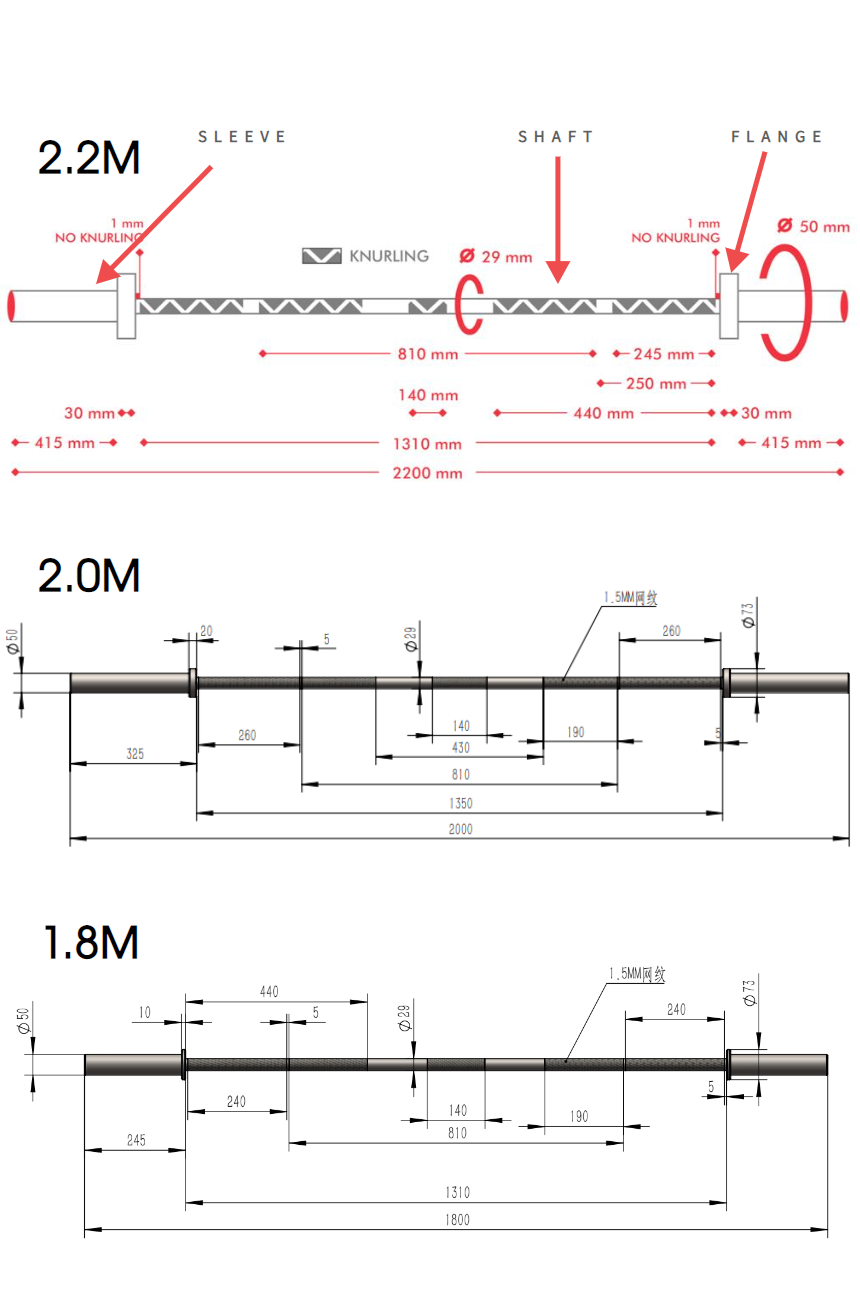 SLEEVE
SHAFT
FLANGE
2.2M
1 mm
NO KNURLING
KNURLING
Ø 29 mm
1 mm
NO KNURLING
Ø 50 mm
810 mm
245 mm
250 mm
140 mm
30 mm
440 mm
30 mm
415 mm
1310 mm
415 mm
2200 mm
2.0M
1.5MM网纹
Ø50
20
5
Ø29
260
Ø73
260
140
190
5
430
325
810
1350
2000
1.8M
1.5MM网纹
440
Ø50
10
5
Ø29
240
Ø73
5
240
140
190
810
245
1310
1800